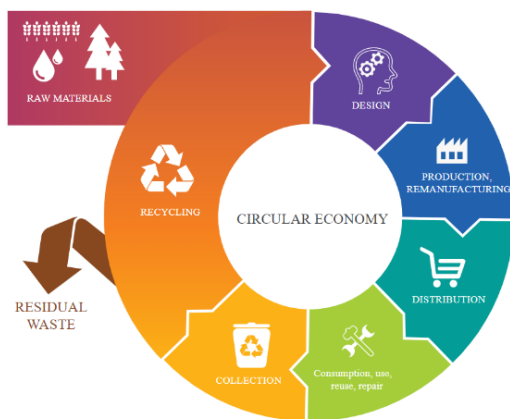 RAW MATERIALS
DESIGN
PRODUCTION,
REMANUFACTURING
RECYCLING
CIRCULAR ECONOMY
DISTRIBUTION
RESIDUAL
WASTE
COLLECTION
Consumption, use,
reuse, repair